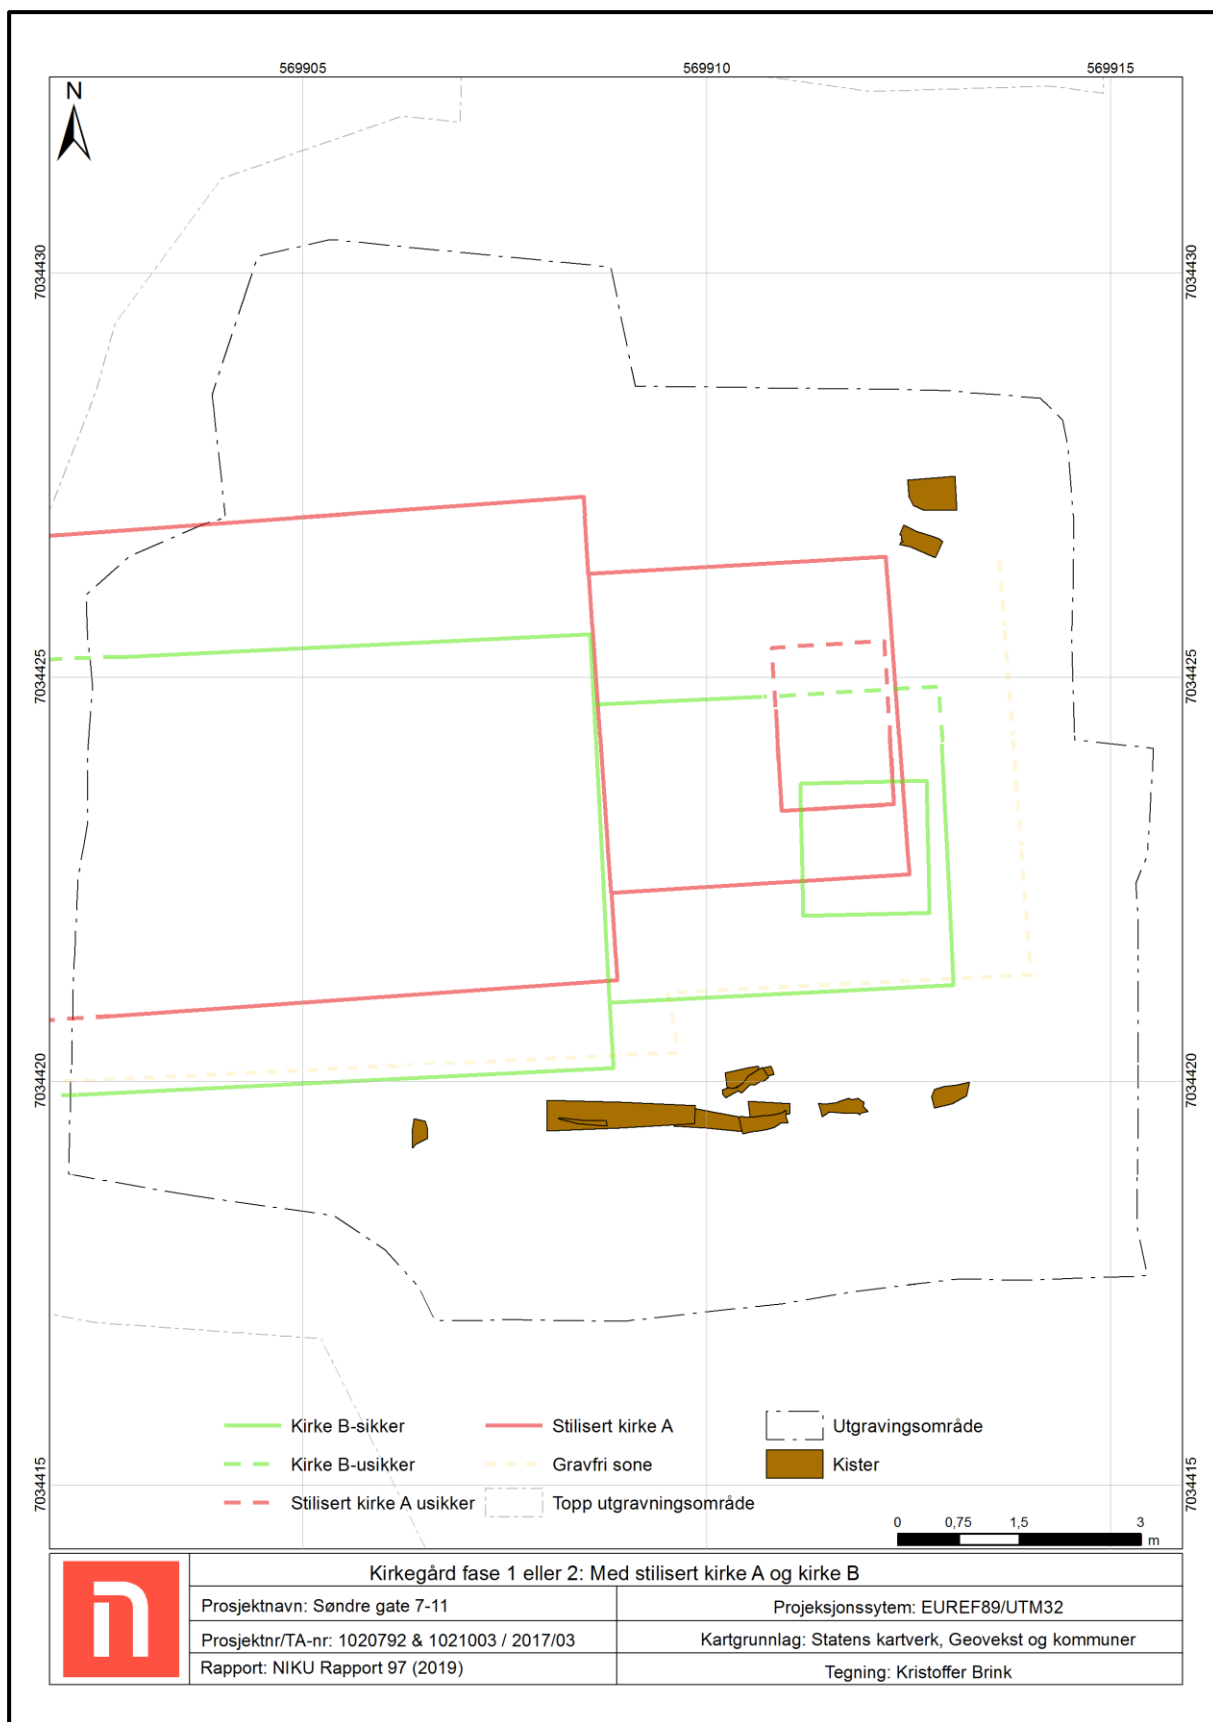 569905 569910 569915
N
7034430 7034430
7034425 7034425
7034420 7034420
7034415 7034415
Kirke B-sikker Stilisert kirke A Utgravingsområde
Kirke B-usikker Gravfri sone Kister
Stilisert kirke A usikker Topp utgravningsområde
0 0,75 1,5 3
m
Kirkegård fase 1 eller 2: Med stilisert kirke A og kirke B
Prosjektnavn: Søndre gate 7-11 Projeksjonssytem: EUREF89/UTM32
Prosjektnr/TA-nr: 1020792 & 1021003 / 2017/03 Kartgrunnlag: Statens kartverk, Geovekst og kommuner
Rapport: NIKU Rapport 97 (2019) Tegning: Kristoffer Brink